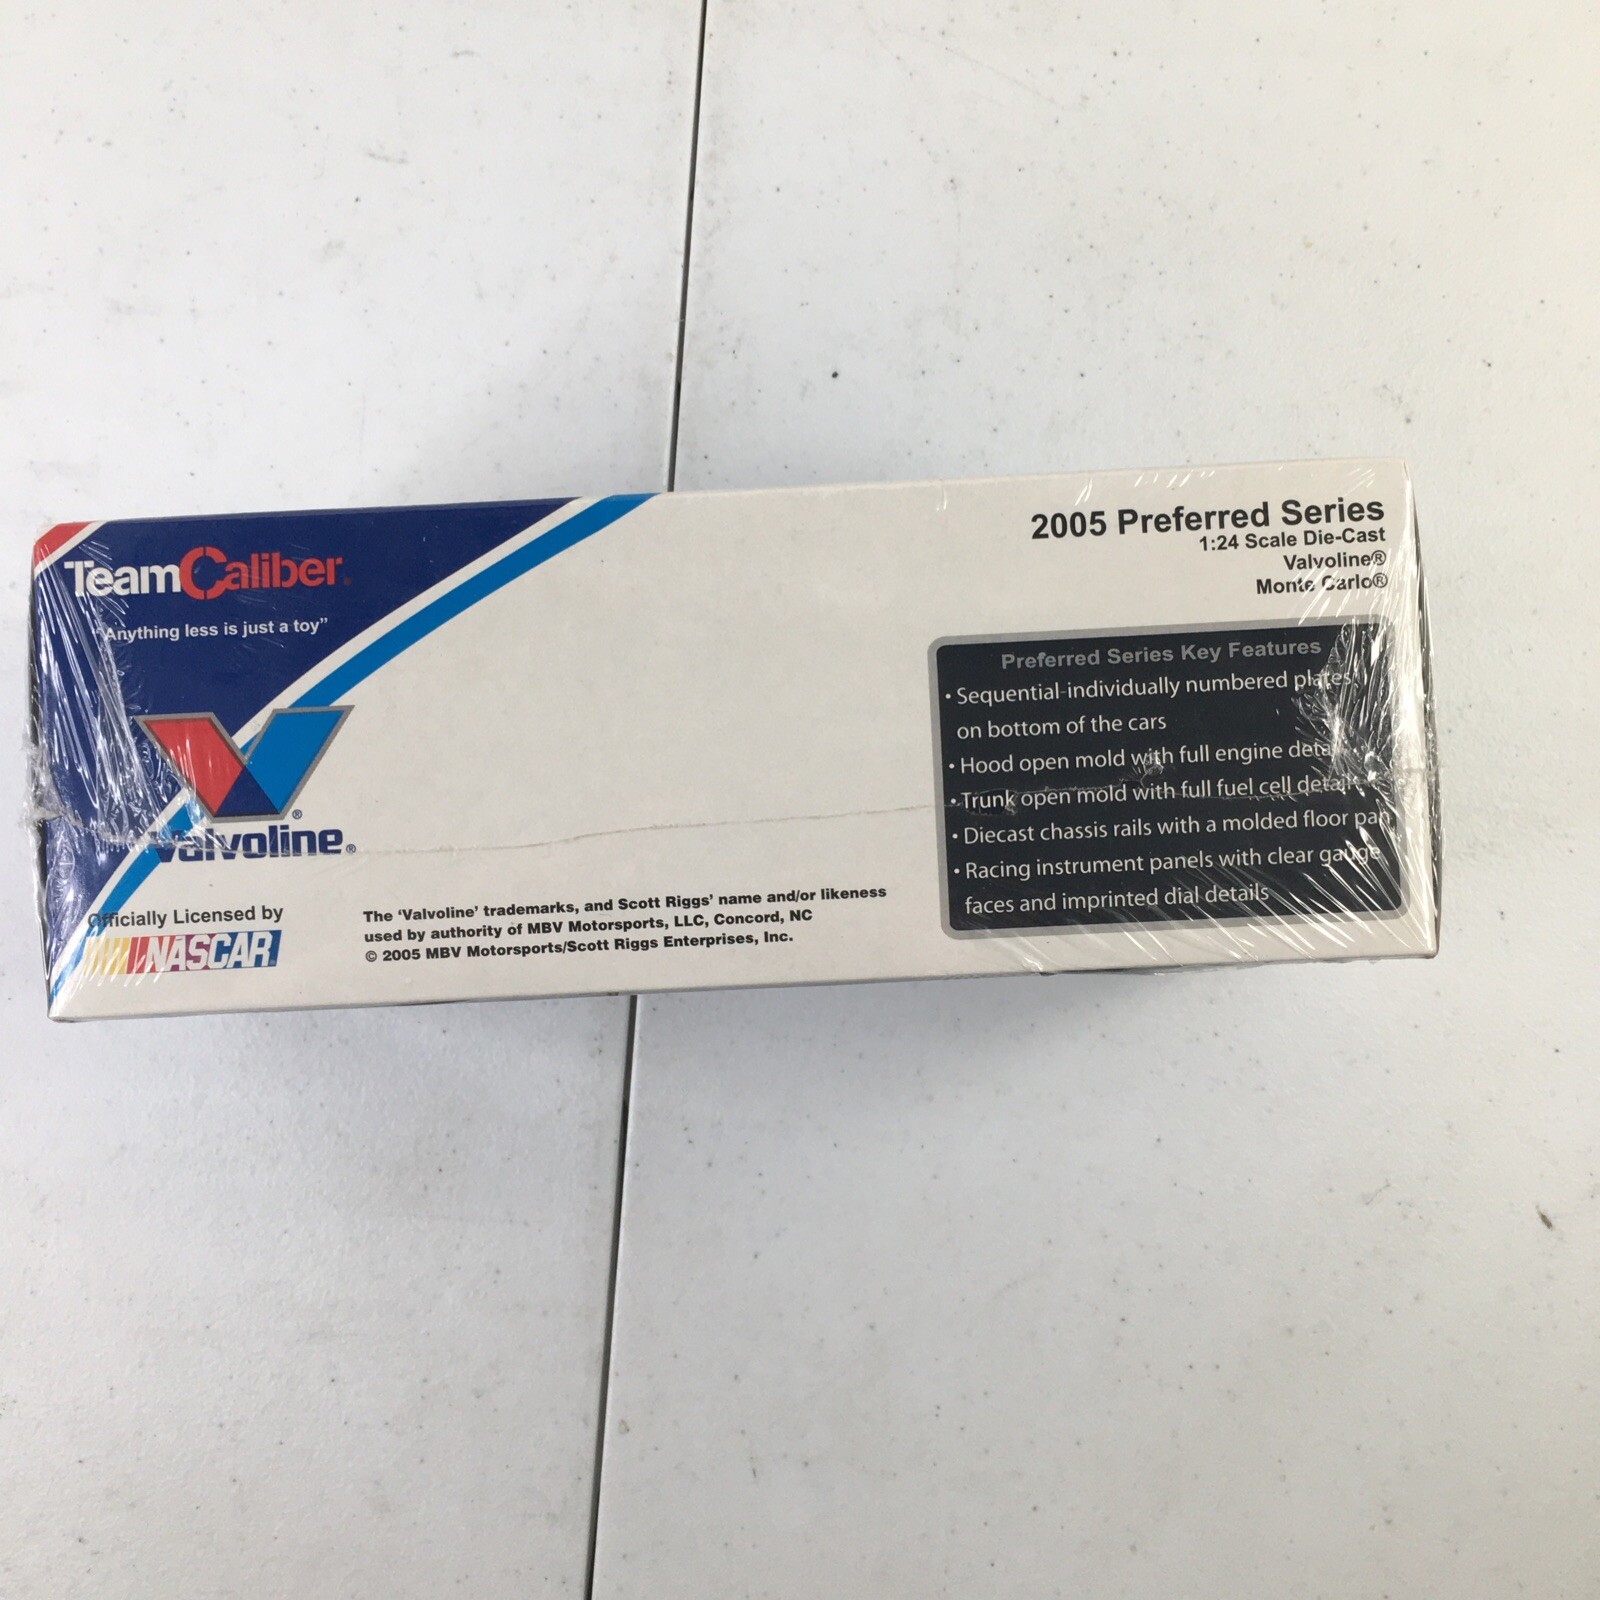 TeamCaliber
"Anything less is just a toy"
Valvoline®
Officially Licensed by
NASCAR
The 'Valvoline' trademarks, and Scott Riggs' name and/or likeness
used by authority of MBV Motorsports, LLC, Concord, NC
© 2005 MBV Motorsports/Scott Riggs Enterprises, Inc.
2005 Preferred Series
1:24 Scale Die-Cast
Valvoline®
Monte Carlo®
Preferred Series Key Features
• Sequential-individually numbered plates
on bottom of the cars
• Hood open mold with full engine detail
• Trunk open mold with full fuel cell detail
• Diecast chassis rails with a molded floor pan
• Racing instrument panels with clear gauge
faces and imprinted dial details